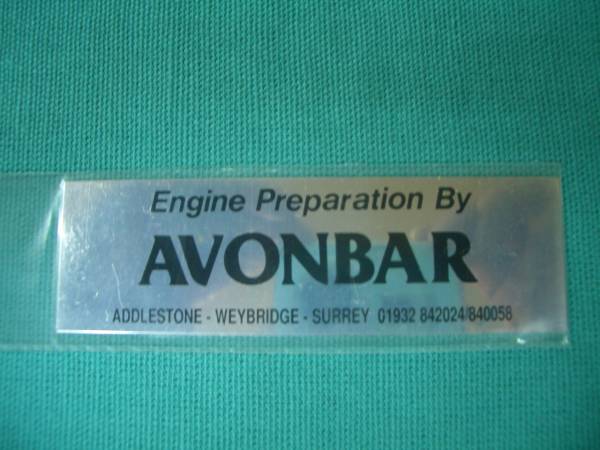 Engine Preparation By
AVONBAR
ADDLESTONE - WEYBRIDGE - SURREY 01932 842024/840058